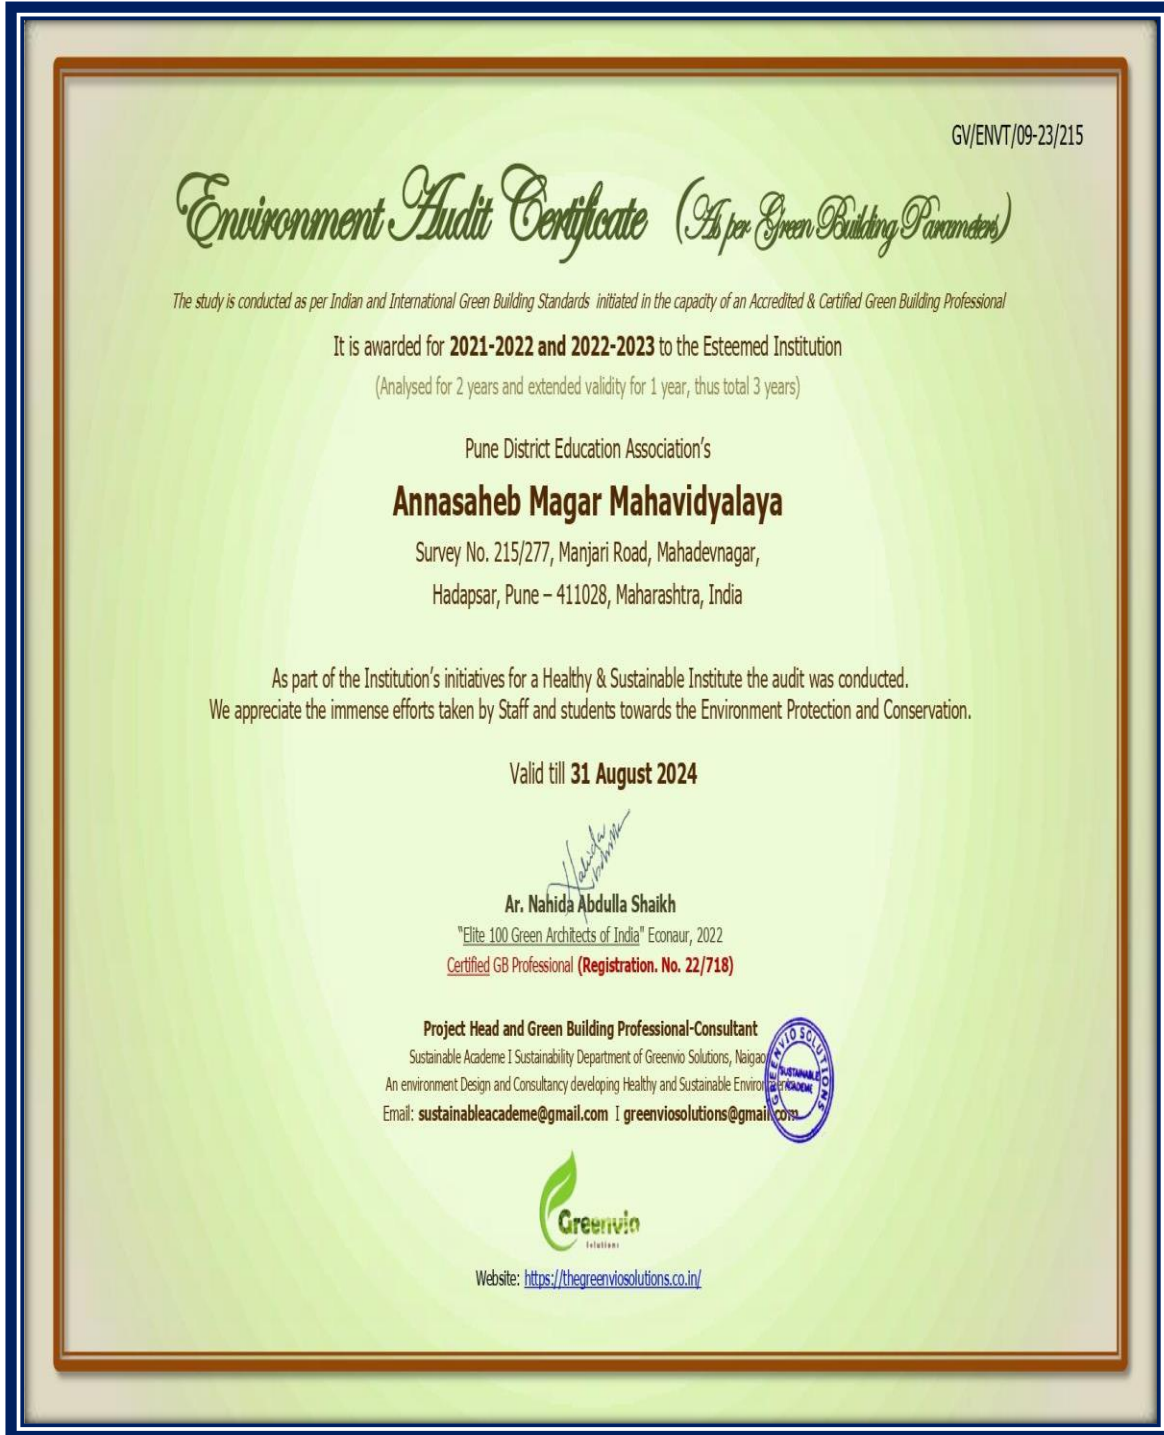 GV/ENVT/09-23/215
Environment Audit Certificate (As per Green Building Parameters)
The study is conducted as per Indian and International Green Building Standards initiated in the capacity of an Accredited & Certified Green Building Professional
It is awarded for 2021-2022 and 2022-2023 to the Esteemed Institution
(Analysed for 2 years and extended validity for 1 year, thus total 3 years)
Pune District Education Association's
Annasaheb Magar Mahavidyalaya
Survey No. 215/277, Manjari Road, Mahadevnagar,
Hadapsar, Pune – 411028, Maharashtra, India
As part of the Institution's initiatives for a Healthy & Sustainable Institute the audit was conducted.
We appreciate the immense efforts taken by Staff and students towards the Environment Protection and Conservation.
Valid till 31 August 2024
Ar. Nahida Abdulla Shaikh
"Elite 100 Green Architects of India" Econaur, 2022
Certified GB Professional (Registration. No. 22/718)
Project Head and Green Building Professional-Consultant
Sustainable Academe I Sustainability Department of Greenvio Solutions,
An environment Design and Consultancy developing Healthy and Sustainable
Email: sustainableacademe@gmail.com I greenviosolutions@gmail.com
GREENVIO SOLUTIONS
SUSTAINABLE
ACADEME
Greenvio
Solutions
Website: https://thegreenviosolutions.co.in/